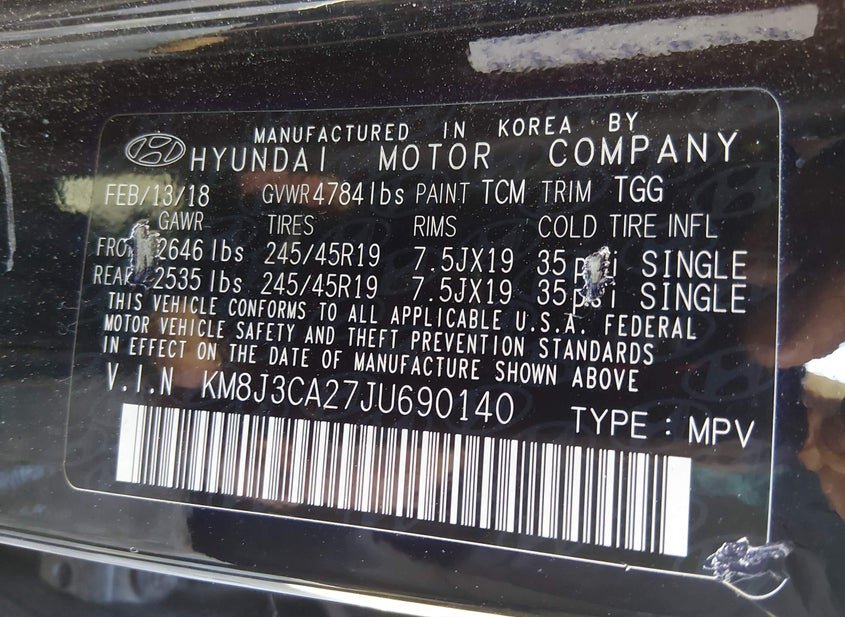 MANUFACTURED IN KOREA BY
HYUNDAI MOTOR COMPANY
FEB/13/18 GVWR 4784lbs PAINT TCM TRIM TGG
GAWR TIRES RIMS COLD TIRE INFL
2646 lbs 245/45R19 7.5JX19 35 SINGLE
REAR 2535 lbs 245/45R19 7.5JX19 35 psi SINGLE
THIS VEHICLE CONFORMS TO ALL APPLICABLE U.S.A. FEDERAL
MOTOR VEHICLE SAFETY AND THEFT PREVENTION STANDARDS
IN EFFECT ON THE DATE OF MANUFACTURE SHOWN ABOVE
V.I.N KM8J3CA27JU690140 TYPE : MPV